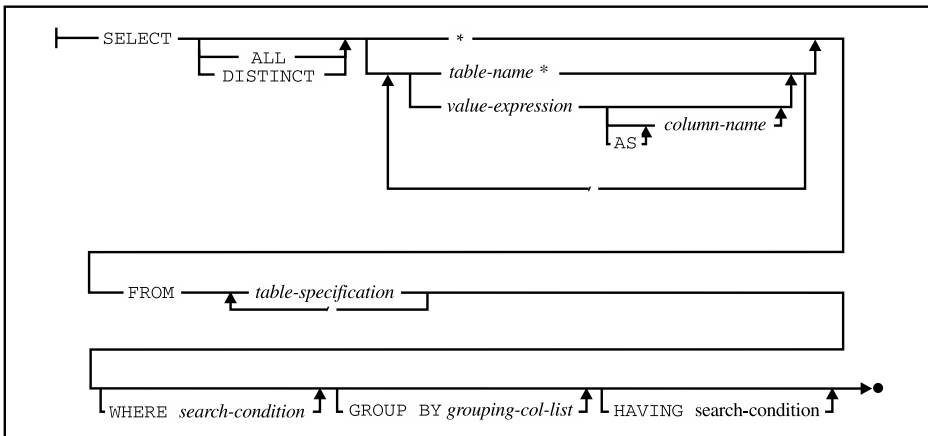 SELECT *
ALL
DISTINCT
table-name *
value-expression
column-name
AS
,
FROM table-specification
,
WHERE search-condition GROUP BY grouping-col-list HAVING search-condition